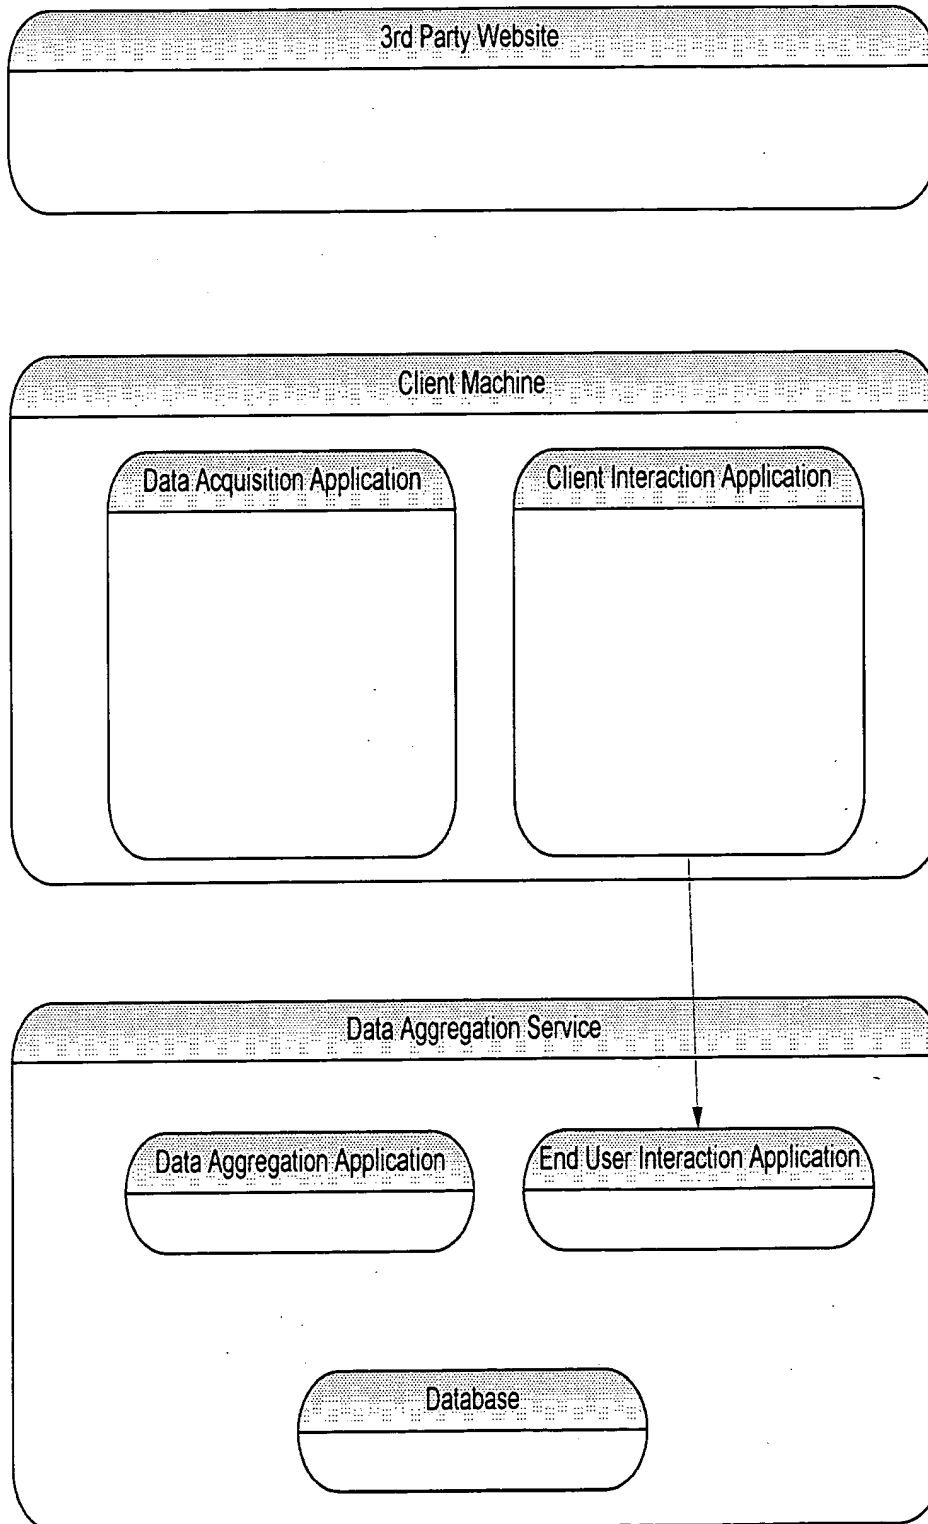 3rd Party Website
Client Machine
Data Acquisition Application
Client Interaction Application
Data Aggregation Service
Data Aggregation Application
End User Interaction Application
Database